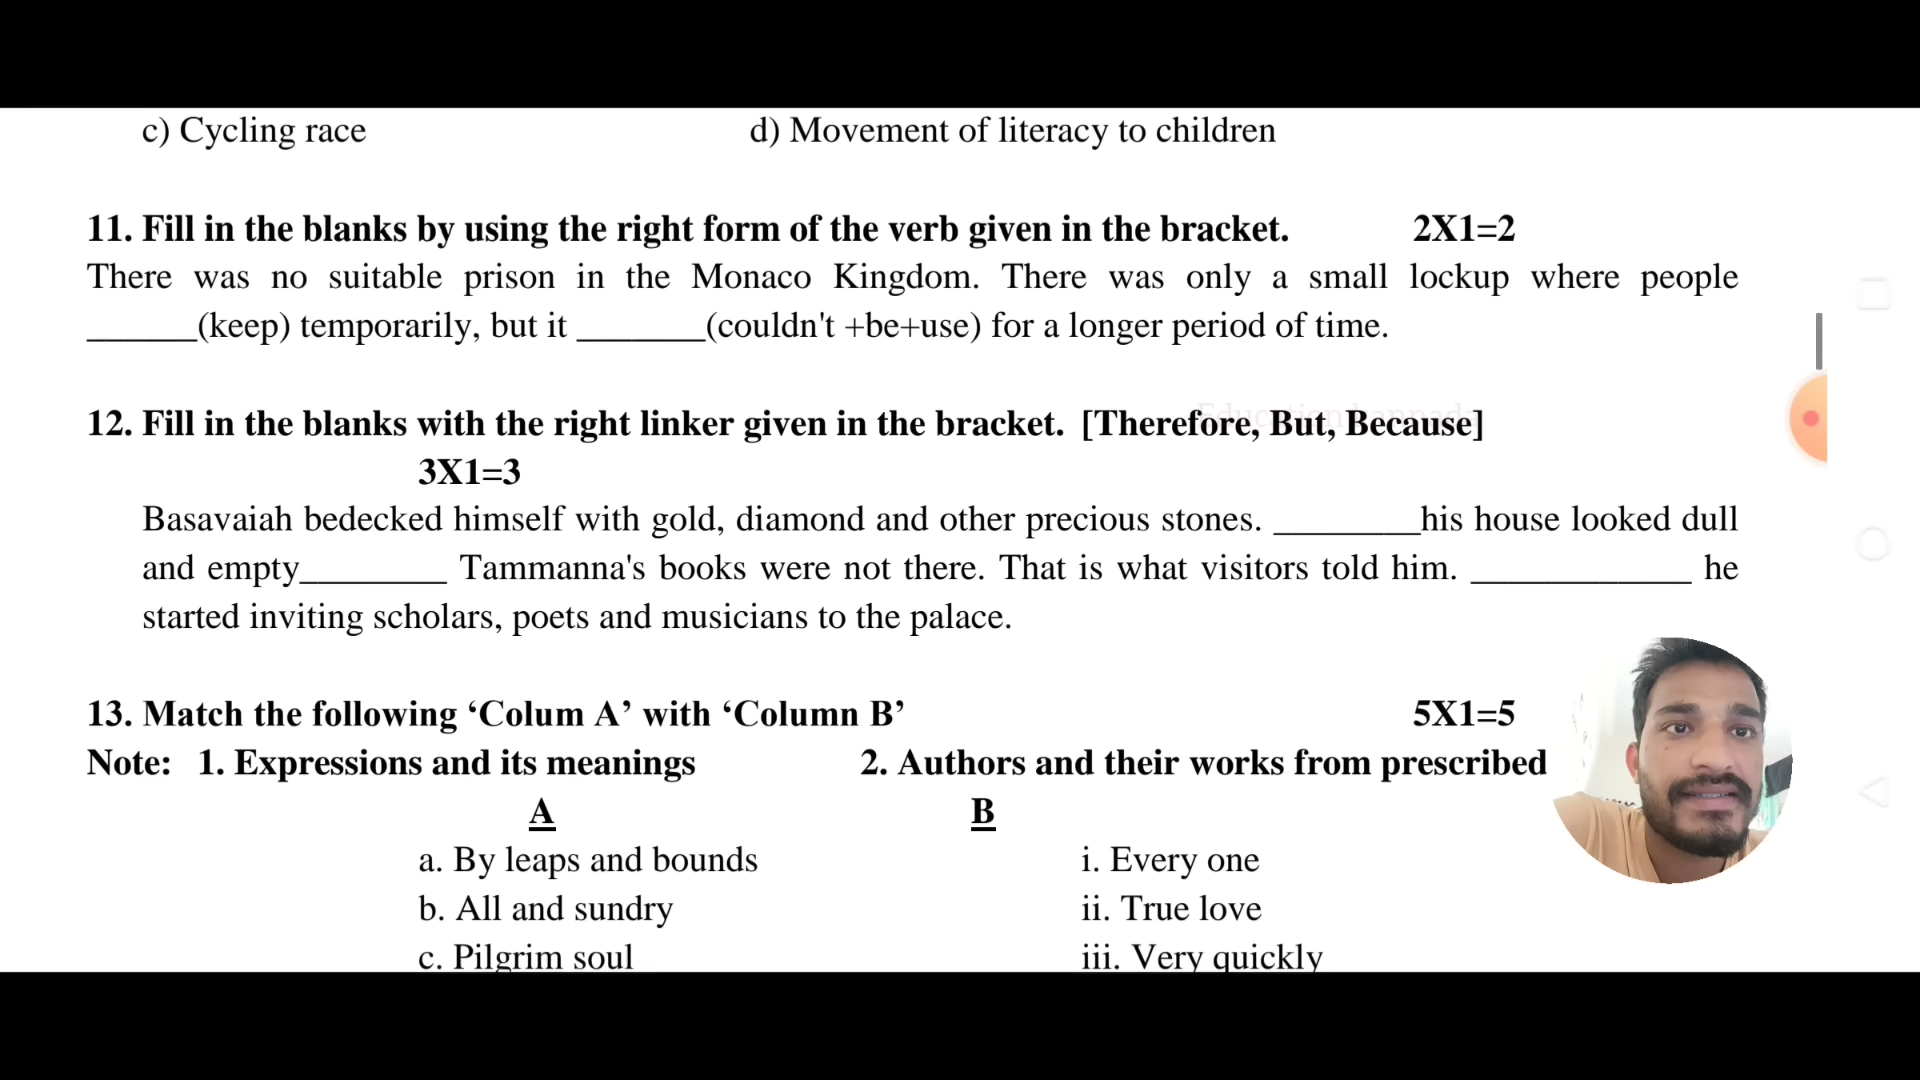 c) Cycling race d) Movement of literacy to children
11. Fill in the blanks by using the right form of the verb given in the bracket. 2X1=2
There was no suitable prison in the Monaco Kingdom. There was only a small lockup where people
______(keep) temporarily, but it _______(couldn't +be+use) for a longer period of time.
12. Fill in the blanks with the right linker given in the bracket. [Therefore, But, Because]
3X1=3
Basavaiah bedecked himself with gold, diamond and other precious stones. ________his house looked dull
and empty________ Tammanna's books were not there. That is what visitors told him. ____________ he
started inviting scholars, poets and musicians to the palace.
13. Match the following ‘Colum A’ with ‘Column B’ 5X1=5
Note: 1. Expressions and its meanings 2. Authors and their works from prescribed
A B
a. By leaps and bounds i. Every one
b. All and sundry ii. True love
c. Pilgrim soul iii. Very quickly